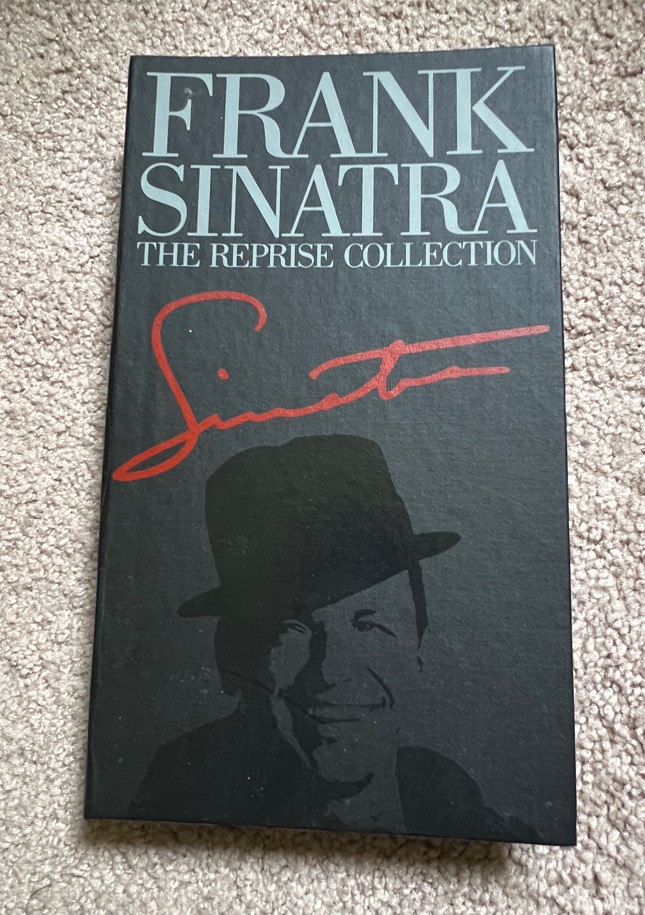 FRANK
SINATRA
THE REPRISE COLLECTION
Sinatra